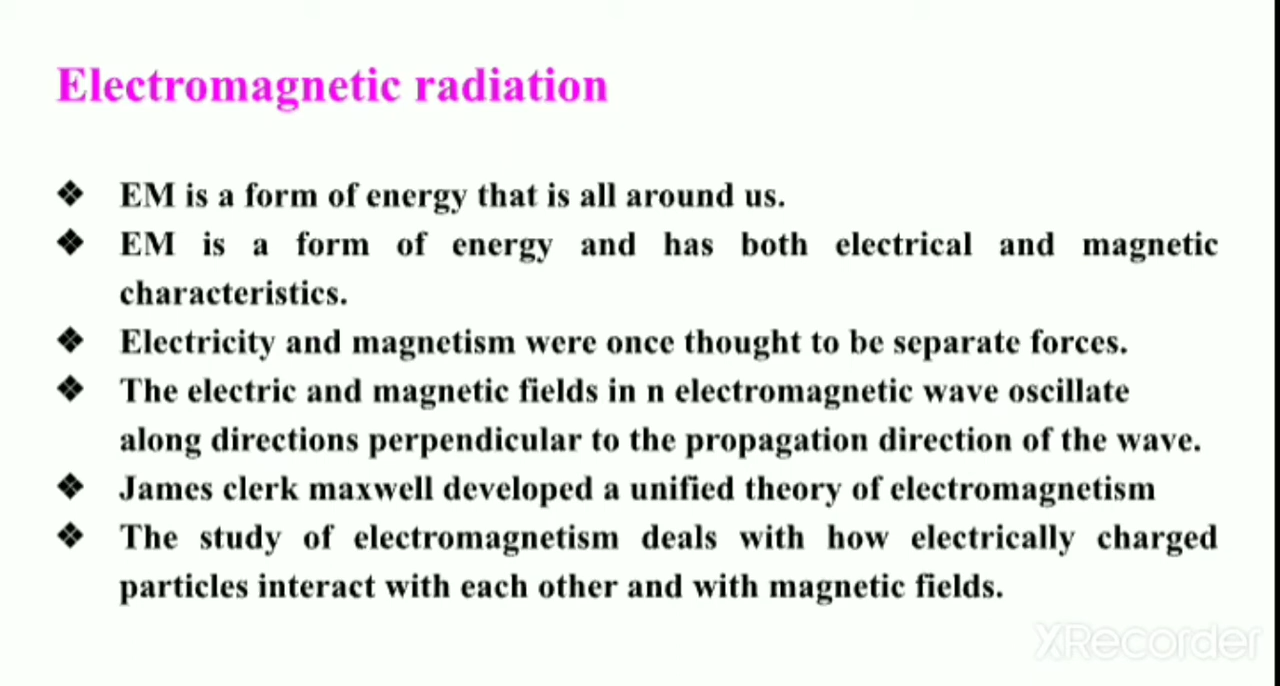 Electromagnetic radiation
❖ EM is a form of energy that is all around us.
❖ EM is a form of energy and has both electrical and magnetic
characteristics.
❖ Electricity and magnetism were once thought to be separate forces.
❖ The electric and magnetic fields in n electromagnetic wave oscillate
along directions perpendicular to the propagation direction of the wave.
❖ James clerk maxwell developed a unified theory of electromagnetism
❖ The study of electromagnetism deals with how electrically charged
particles interact with each other and with magnetic fields.
XRecorder